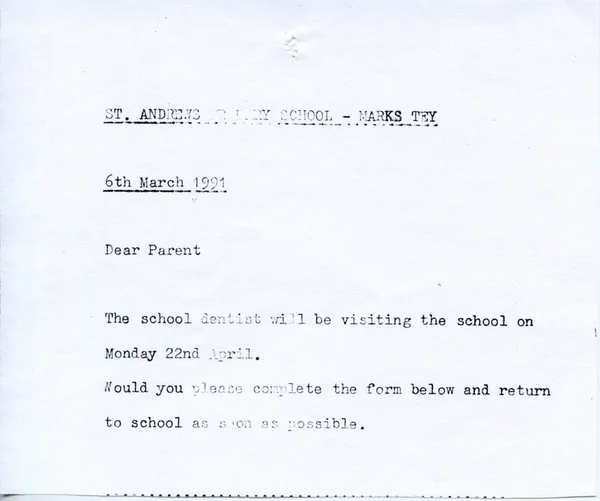 ST. ANDREWS PRIMARY SCHOOL - MARKS TEY
6th March 1991
Dear Parent
The school dentist will be visiting the school on
Monday 22nd April.
Would you please complete the form below and return
to school as soon as possible.